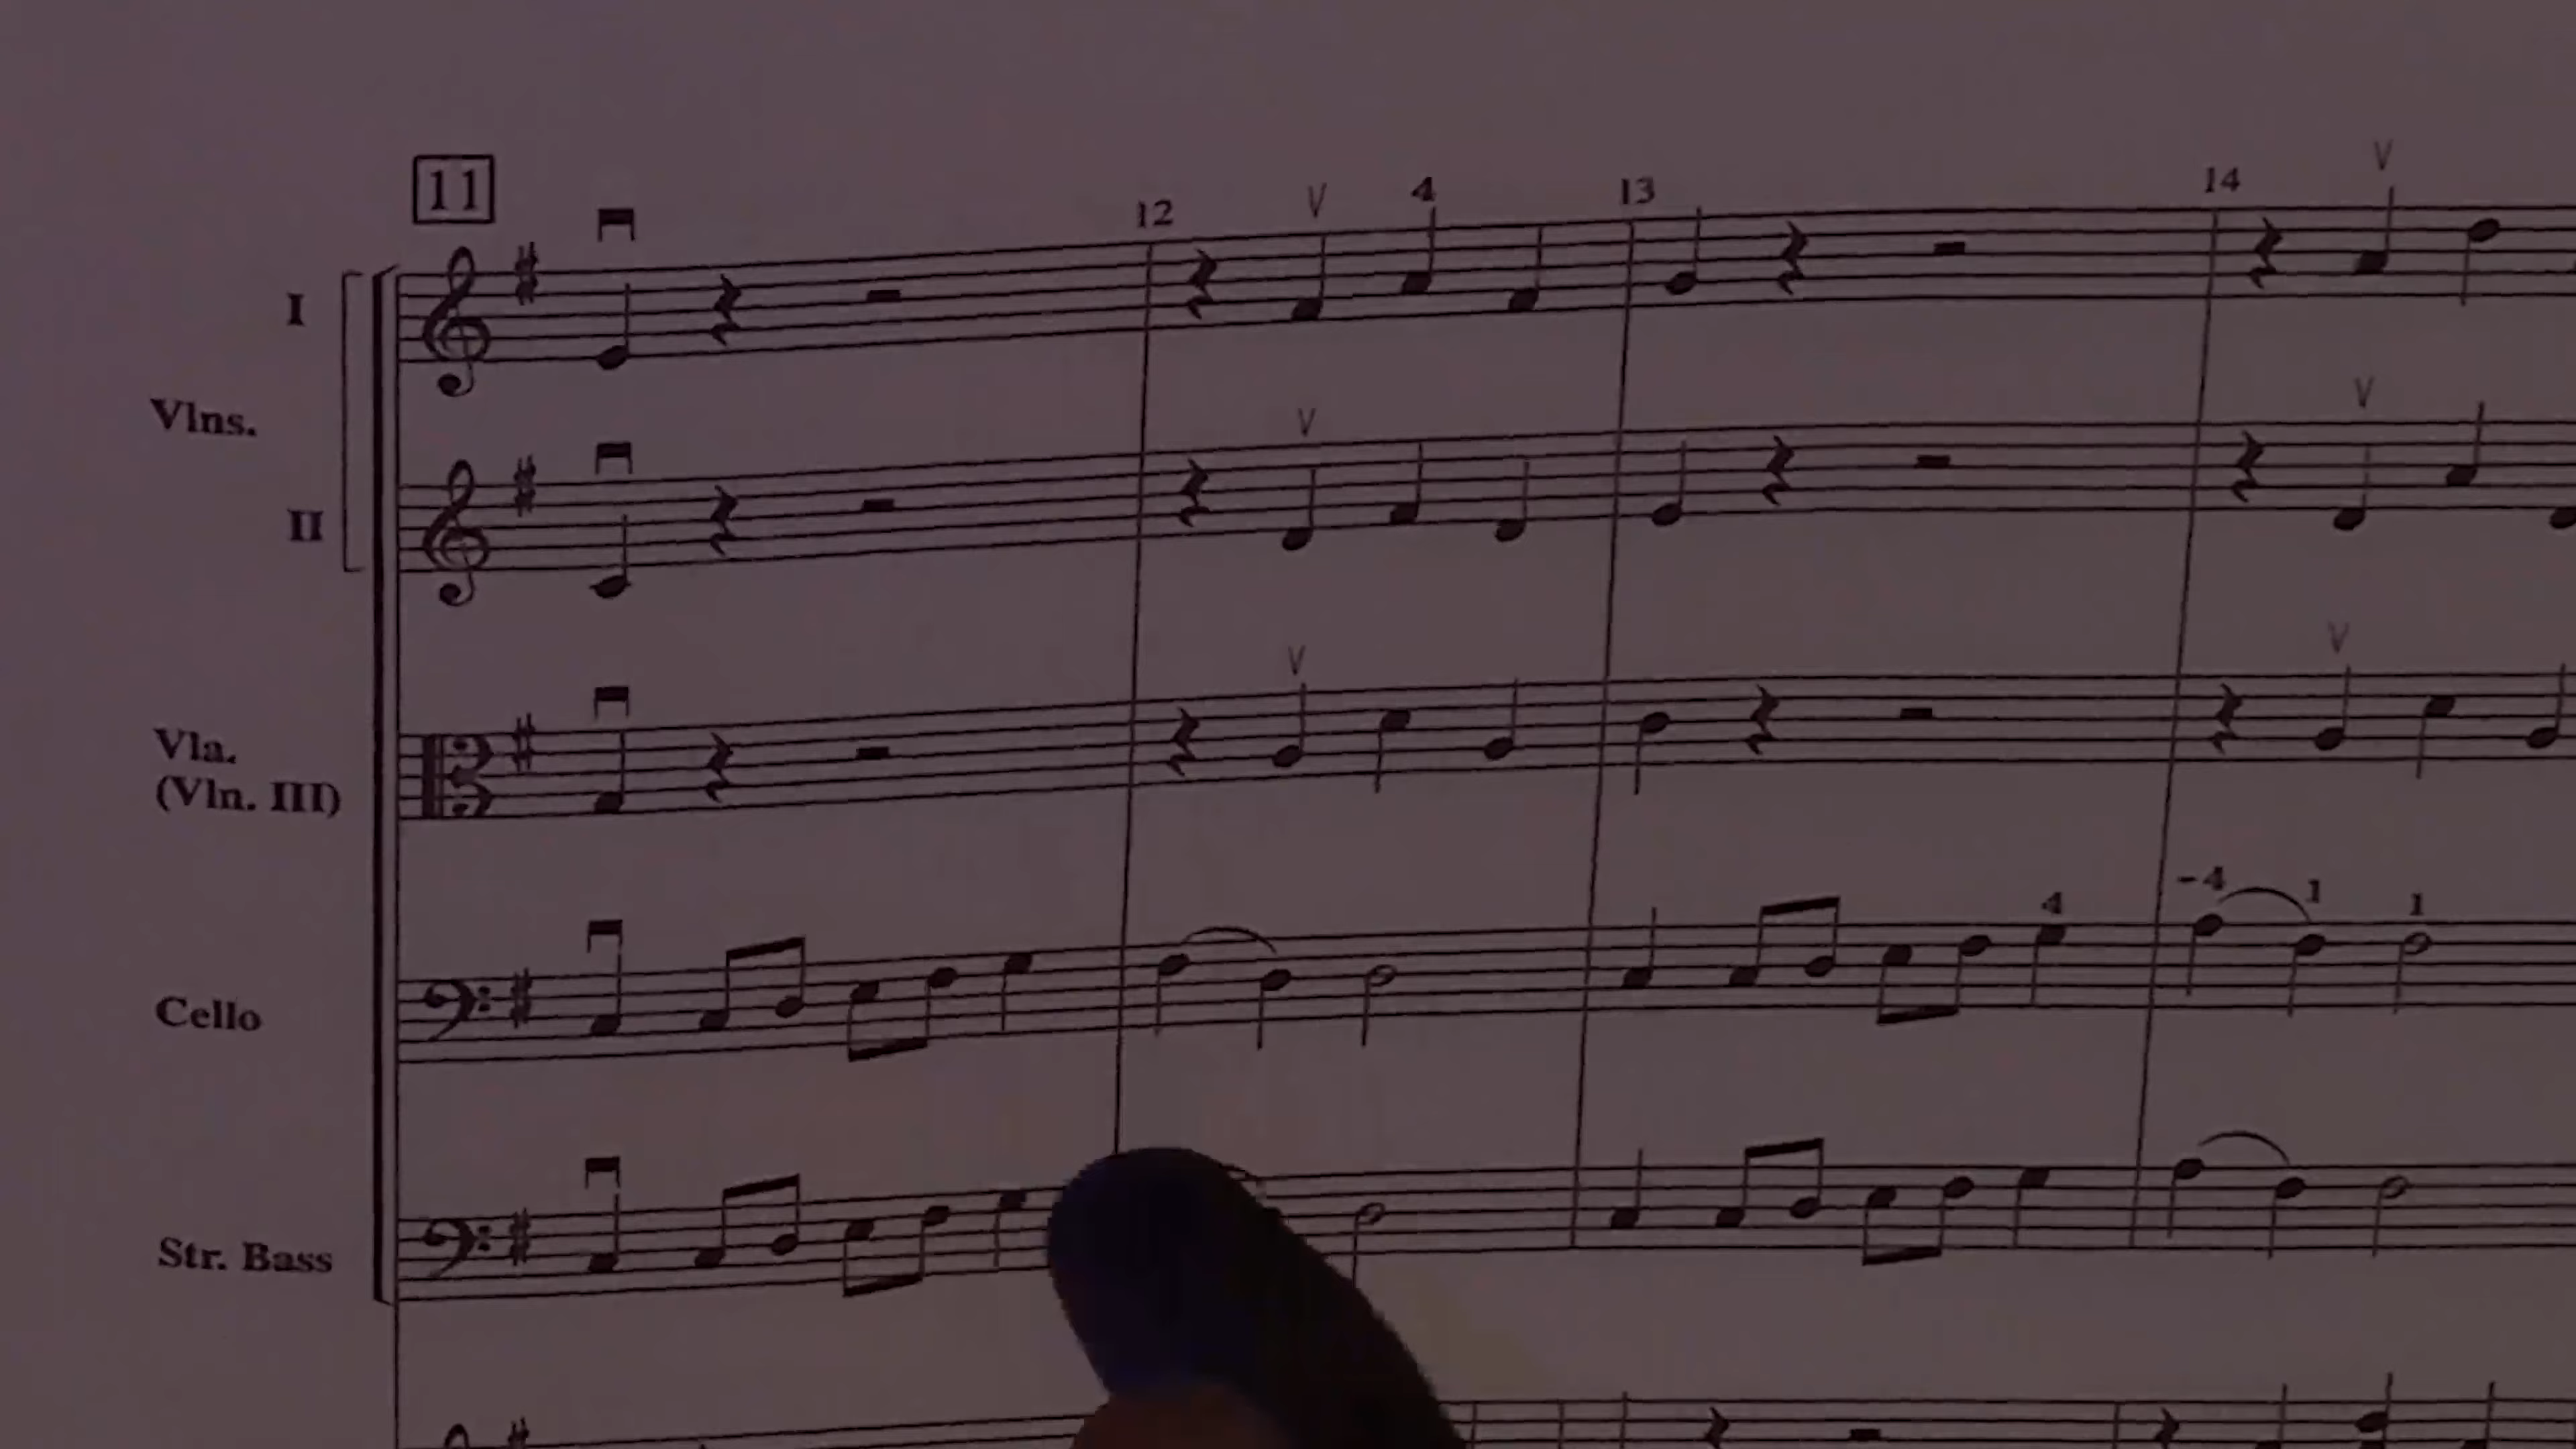 11
12
4
13
14
I
Vlns.
II
Vla.
(Vln. III)
4
-4
1
1
Cello
Str. Bass